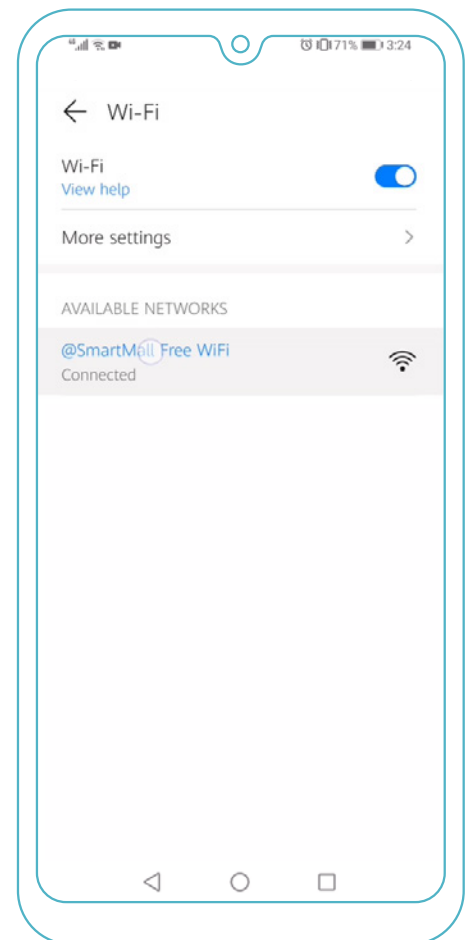 71% 3:24
Wi-Fi
Wi-Fi
View help
More settings
AVAILABLE NETWORKS
@SmartMall Free WiFi
Connected